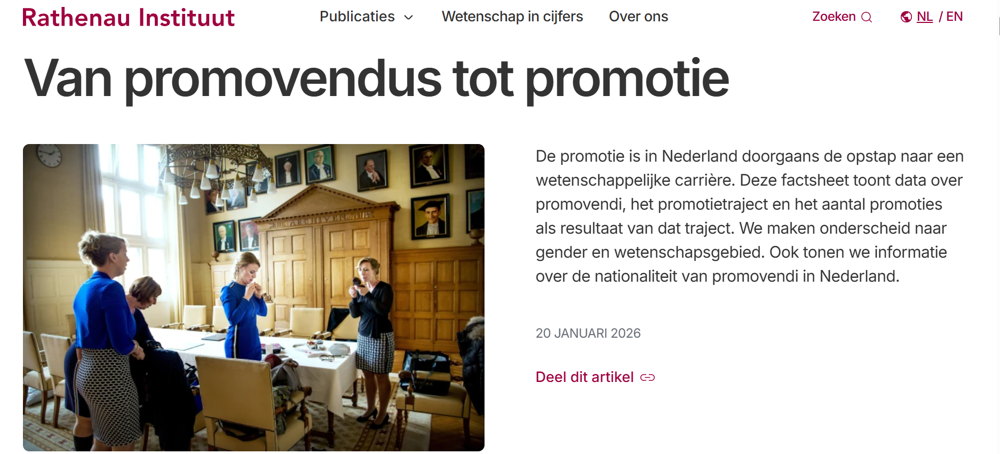 Rathenau Instituut
Publicaties
Wetenschap in cijfers
Over ons
Zoeken
NL / EN
Van promovendus tot promotie
De promotie is in Nederland doorgaans de opstap naar een
wetenschappelijke carrière. Deze factsheet toont data over
promovendi, het promotietraject en het aantal promoties
als resultaat van dat traject. We maken onderscheid naar
gender en wetenschapsgebied. Ook tonen we informatie
over de nationaliteit van promovendi in Nederland.
20 JANUARI 2026
Deel dit artikel